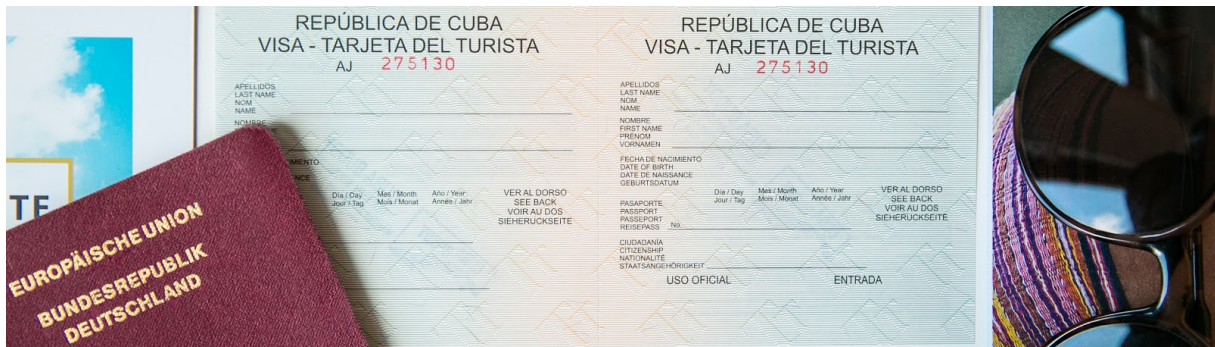 TE
EUROPÄISCHE UNION
BUNDESREPUBLIK
DEUTSCHLAND
REPÚBLICA DE CUBA
VISA - TARJETA DEL TURISTA
AJ 275130
APELLIDOS
LAST NAME
NOM
NAME
NOMBRE
Día / Day Mes / Month Año / Year
Jour / Tag Mois / Monat Année / Jahr
VER AL DORSO
SEE BACK
VOIR AU DOS
SIEHERUCKSEITE
REPÚBLICA DE CUBA
VISA - TARJETA DEL TURISTA
AJ 275130
APELLIDOS
LAST NAME
NOM
NAME
NOMBRE
FIRST NAME
PRÉNOM
VORNAMEN
FECHA DE NACIMIENTO
DATE OF BIRTH
DATE DE NAISSANCE
GEBURTSDATUM
Día / Day Mes / Month Año / Year
Jour / Tag Mois / Monat Année / Jahr
VER AL DORSO
SEE BACK
VOIR AU DOS
SIEHERUCKSEITE
PASAPORTE
PASSPORT
PASSEPORT
REISEPASS No.
CIUDADANÍA
CITIZENSHIP
NATIONALITÉ
STAATSANGEHÖRIGKEIT
USO OFICIAL ENTRADA